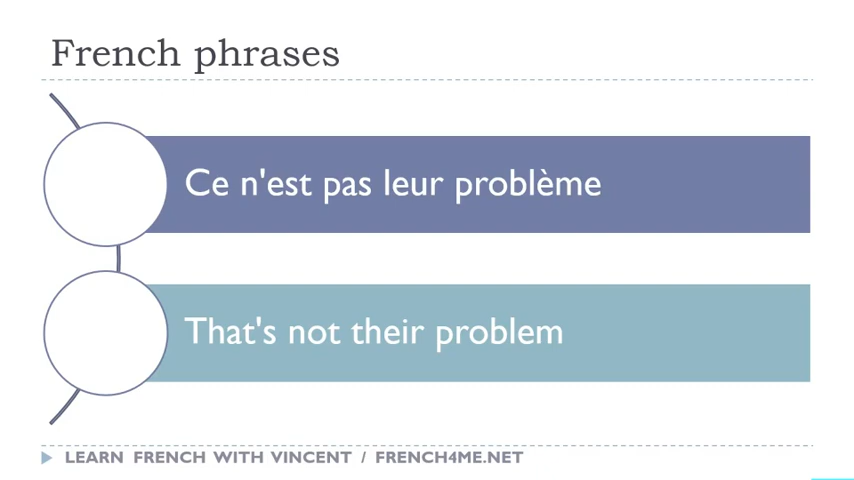 French phrases
Ce n'est pas leur problème
That's not their problem
LEARN FRENCH WITH VINCENT / FRENCH4ME.NET